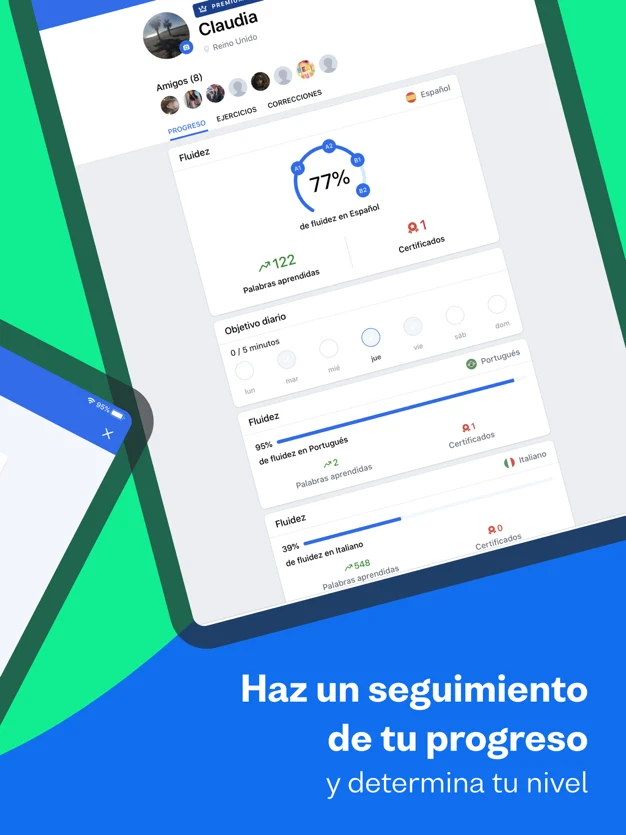 PREMIUM
Claudia
Reino Unido
Amigos (8)
PROGRESO
EJERCICIOS
CORRECCIONES
Fluidez
Español
A1
A2
B1
B2
77%
de fluidez en Español
122
Palabras aprendidas
1
Certificados
Objetivo diario
0 / 5 minutos
lun
mar
mié
jue
vie
sáb
dom
Fluidez
Portugués
95%
de fluidez en Portugués
2
Palabras aprendidas
1
Certificados
Fluidez
Italiano
39%
de fluidez en Italiano
548
Palabras aprendidas
0
Certificados
95%
Haz un seguimiento
de tu progreso
y determina tu nivel